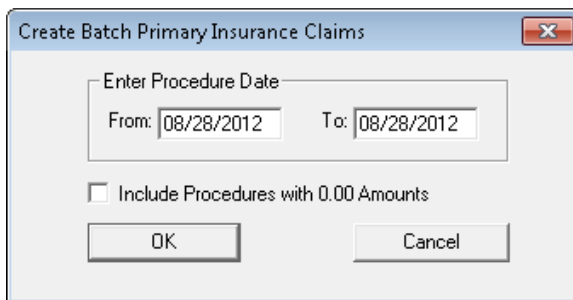 Create Batch Primary Insurance Claims
Enter Procedure Date
From: 08/28/2012 To: 08/28/2012
Include Procedures with 0.00 Amounts
OK Cancel